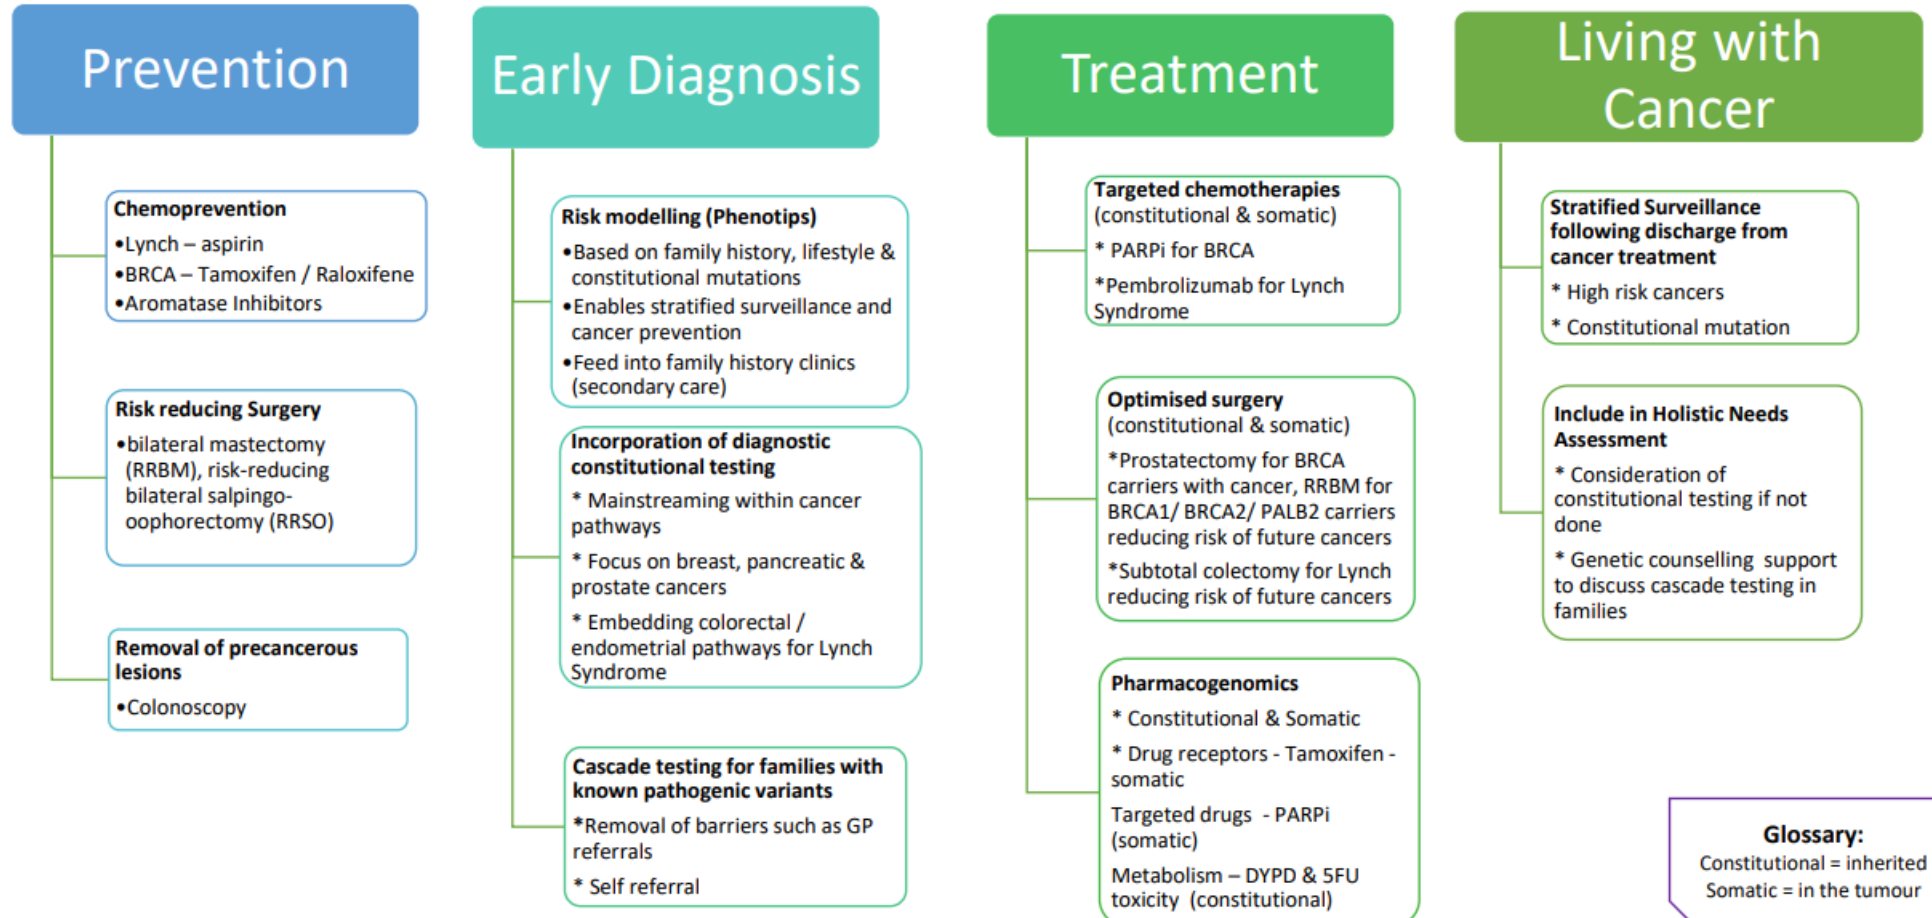 Prevention
Chemoprevention
•Lynch – aspirin
•BRCA – Tamoxifen / Raloxifene
•Aromatase Inhibitors
Risk reducing Surgery
•bilateral mastectomy
(RRBM), risk-reducing
bilateral salpingo-
oophorectomy (RRSO)
Removal of precancerous
lesions
•Colonoscopy
Early Diagnosis
Risk modelling (Phenotips)
•Based on family history, lifestyle &
constitutional mutations
•Enables stratified surveillance and
cancer prevention
•Feed into family history clinics
(secondary care)
Incorporation of diagnostic
constitutional testing
* Mainstreaming within cancer
pathways
* Focus on breast, pancreatic &
prostate cancers
* Embedding colorectal /
endometrial pathways for Lynch
Syndrome
Cascade testing for families with
known pathogenic variants
*Removal of barriers such as GP
referrals
* Self referral
Treatment
Targeted chemotherapies
(constitutional & somatic)
* PARPi for BRCA
*Pembrolizumab for Lynch
Syndrome
Optimised surgery
(constitutional & somatic)
*Prostatectomy for BRCA
carriers with cancer, RRBM for
BRCA1/ BRCA2/ PALB2 carriers
reducing risk of future cancers
*Subtotal colectomy for Lynch
reducing risk of future cancers
Pharmacogenomics
* Constitutional & Somatic
* Drug receptors - Tamoxifen -
somatic
Targeted drugs - PARPi
(somatic)
Metabolism – DYPD & 5FU
toxicity (constitutional)
Living with
Cancer
Stratified Surveillance
following discharge from
cancer treatment
* High risk cancers
* Constitutional mutation
Include in Holistic Needs
Assessment
* Consideration of
constitutional testing if not
done
* Genetic counselling support
to discuss cascade testing in
families
Glossary:
Constitutional = inherited
Somatic = in the tumour